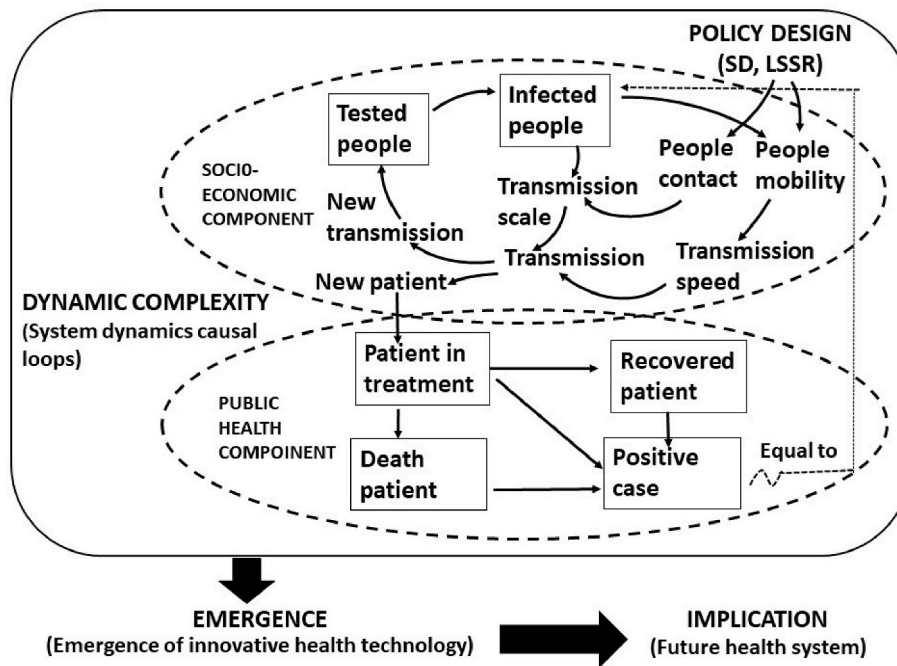 POLICY DESIGN
(SD, LSSR)
Tested
people
Infected
people
People
contact
People
mobility
SOCI0-
ECONOMIC
COMPONENT
New
transmission
Transmission
scale
Transmission
Transmission
speed
New patient
DYNAMIC COMPLEXITY
(System dynamics causal
loops)
Patient in
treatment
Recovered
patient
PUBLIC
HEALTH
COMPOINENT
Death
patient
Positive
case
Equal to
EMERGENCE
(Emergence of innovative health technology)
IMPLICATION
(Future health system)